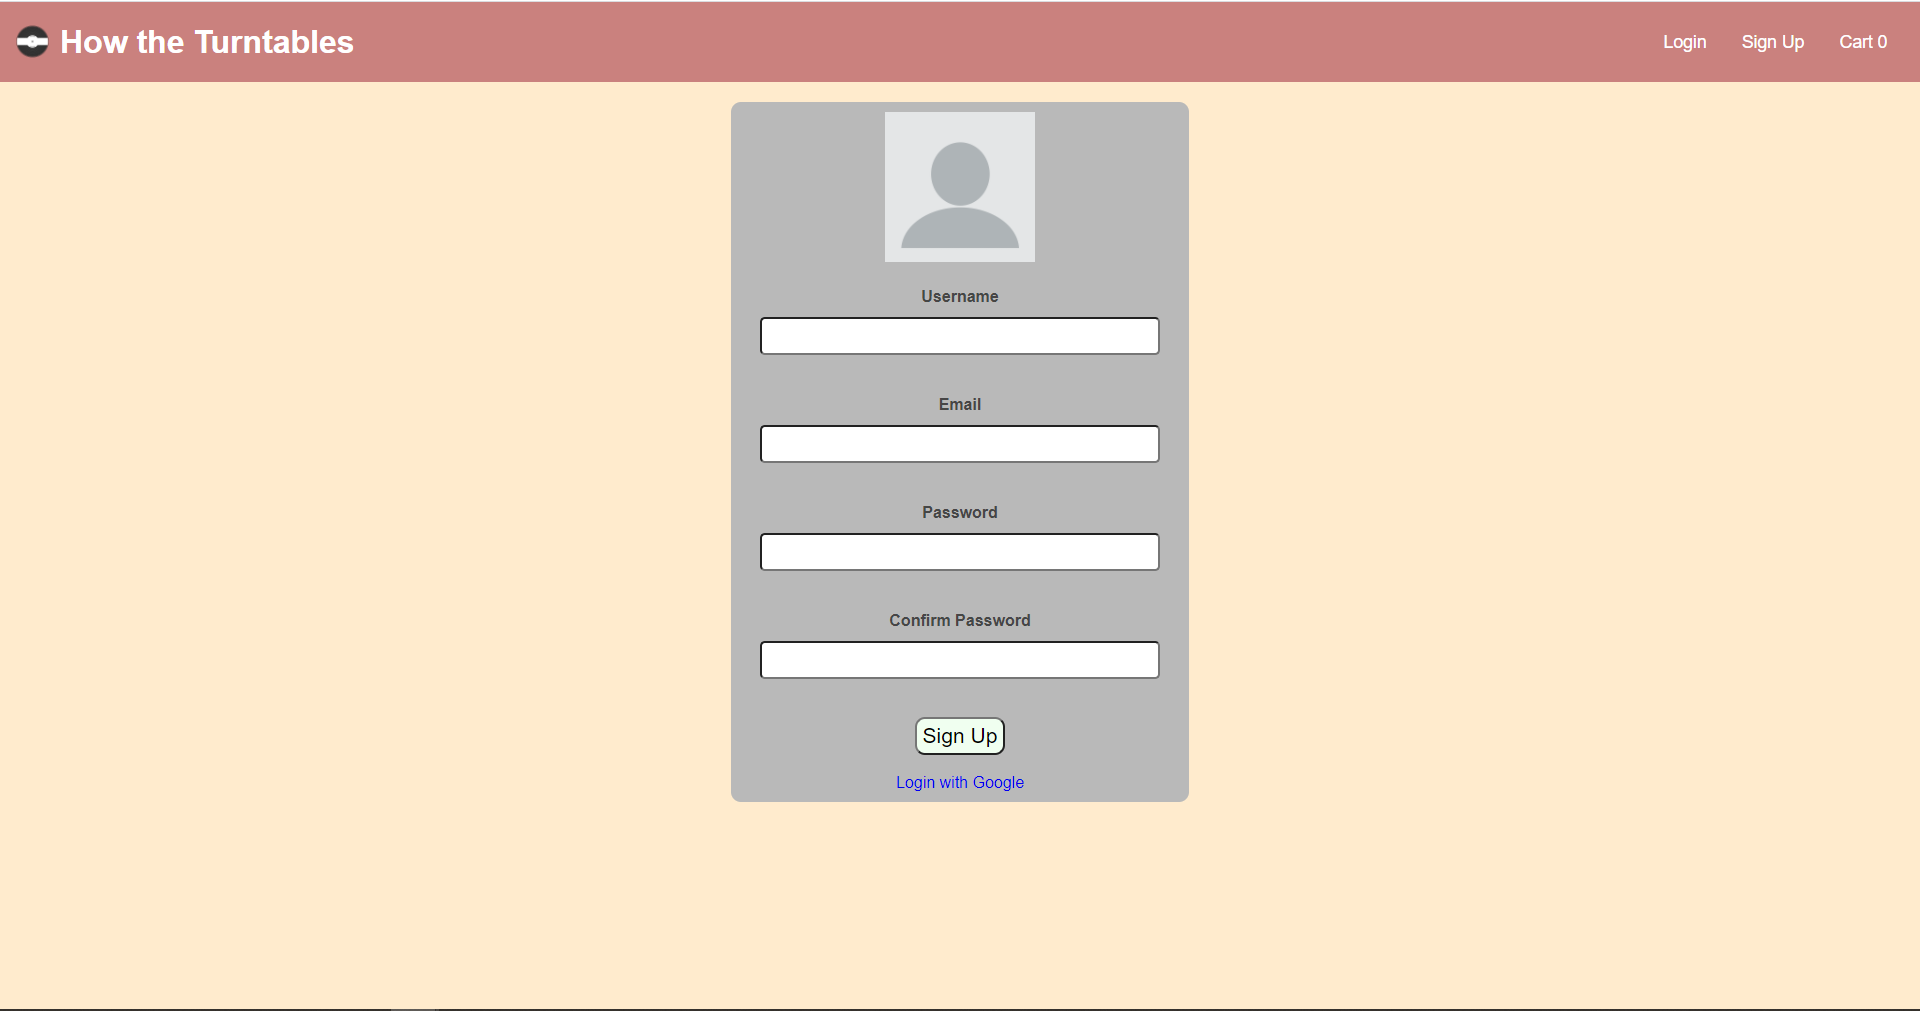 How the Turntables
Login Sign Up Cart 0
Username
Email
Password
Confirm Password
Sign Up
Login with Google